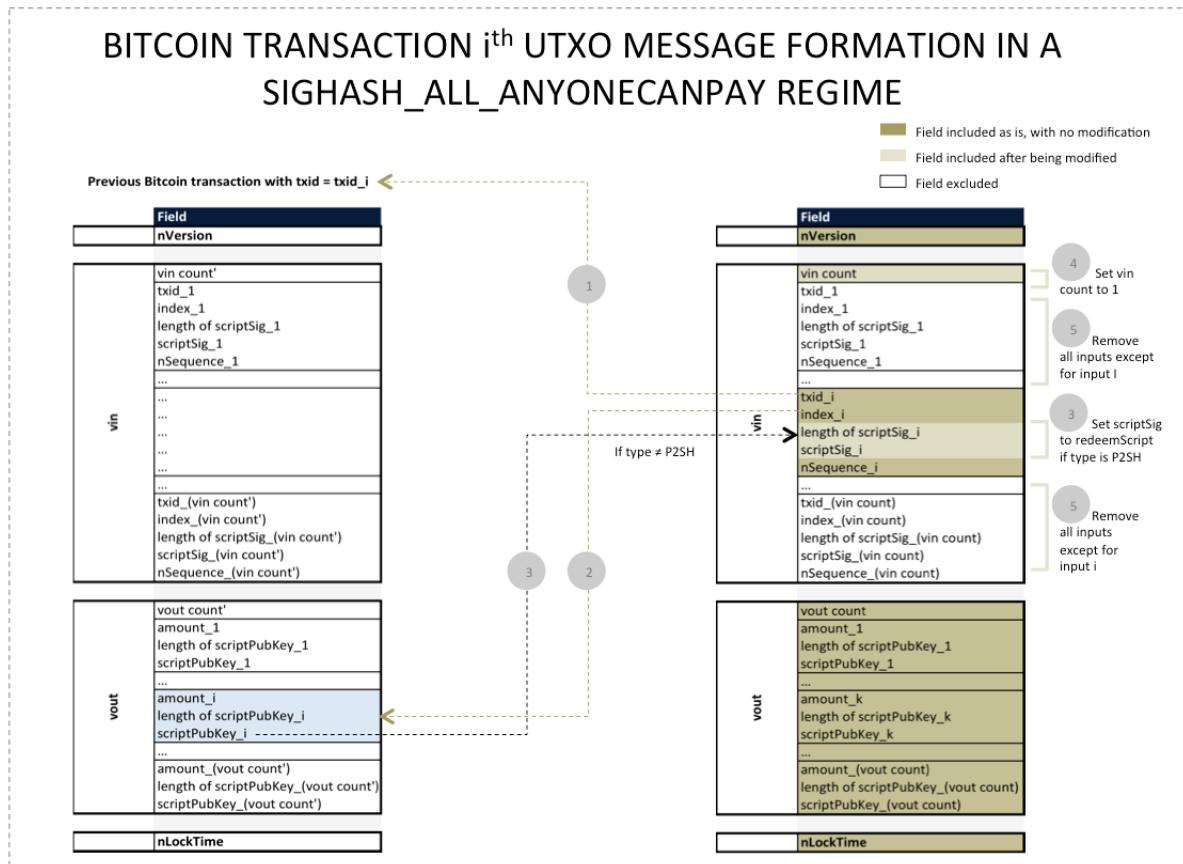 BITCOIN TRANSACTION ith UTXO MESSAGE FORMATION IN A
SIGHASH_ALL_ANYONECANPAY REGIME
Field included as is, with no modification
Field included after being modified
Field excluded
Previous Bitcoin transaction with txid = txid_i
Field
nVersion
vin
vin count'
txid_1
index_1
length of scriptSig_1
scriptSig_1
nSequence_1
...
...
...
...
...
...
...
txid_(vin count')
index_(vin count')
length of scriptSig_(vin count')
scriptSig_(vin count')
nSequence_(vin count')
vout
vout count'
amount_1
length of scriptPubKey_1
scriptPubKey_1
...
amount_i
length of scriptPubKey_i
scriptPubKey_i
...
amount_(vout count')
length of scriptPubKey_(vout count')
scriptPubKey_(vout count')
nLockTime
1
2
3
If type ≠ P2SH
Field
nVersion
vin
vin count
txid_1
index_1
length of scriptSig_1
scriptSig_1
nSequence_1
...
txid_i
index_i
length of scriptSig_i
scriptSig_i
nSequence_i
...
txid_(vin count)
index_(vin count)
length of scriptSig_(vin count)
scriptSig_(vin count)
nSequence_(vin count)
vout
vout count
amount_1
length of scriptPubKey_1
scriptPubKey_1
...
amount_k
length of scriptPubKey_k
scriptPubKey_k
...
amount_(vout count)
length of scriptPubKey_(vout count)
scriptPubKey_(vout count)
nLockTime
4
Set vin
count to 1
5
Remove
all inputs except
for input I
3
Set scriptSig
to redeemScript
if type is P2SH
5
Remove
all inputs
except for
input i